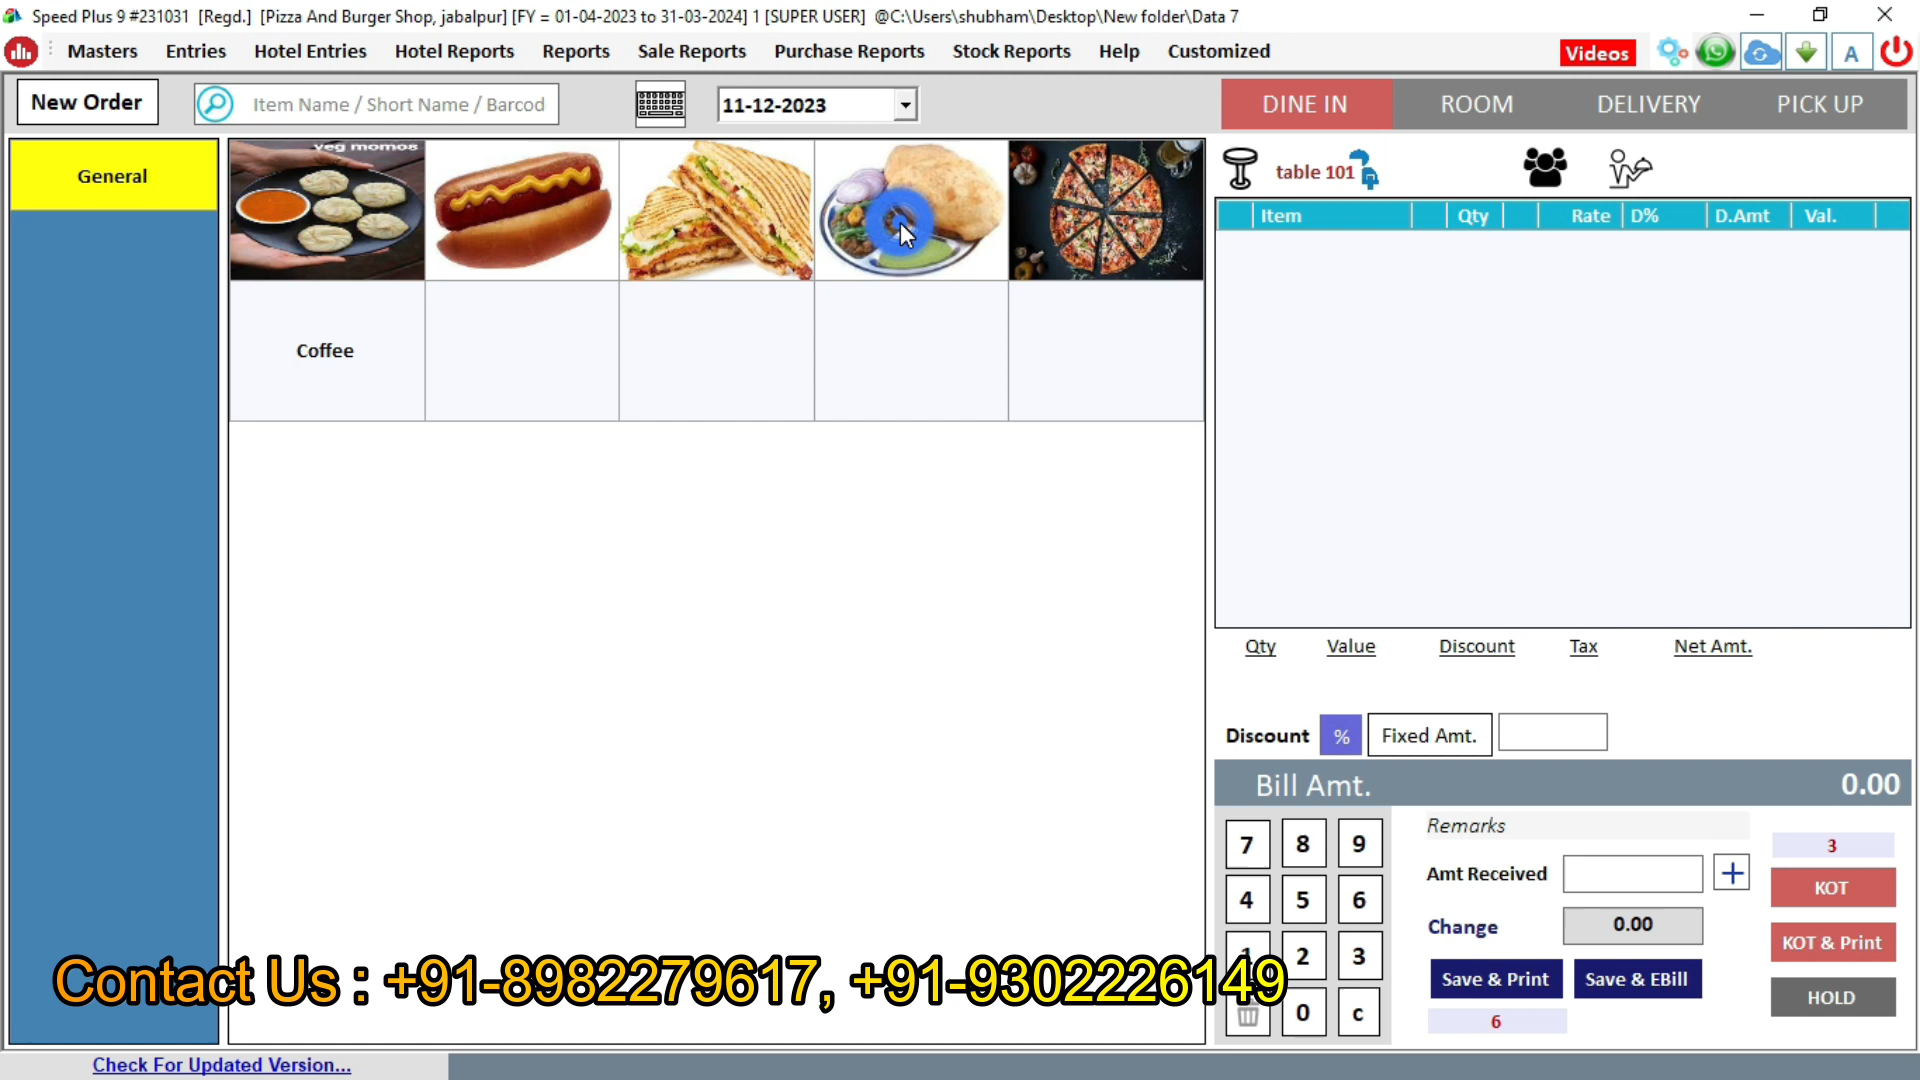 Speed Plus 9 #231031 [Regd.] [Pizza And Burger Shop, jabalpur] [FY = 01-04-2023 to 31-03-2024] 1 [SUPER USER] @C:\Users\shubham\Desktop\New folder\Data 7
Masters Entries Hotel Entries Hotel Reports Reports Sale Reports Purchase Reports Stock Reports Help Customized Videos A
New Order Item Name / Short Name / Barcod 11-12-2023 DINE IN ROOM DELIVERY PICK UP
veg momos
General
table 101
Item Qty Rate D% D.Amt Val.
Coffee
Qty Value Discount Tax Net Amt.
Discount % Fixed Amt.
Bill Amt. 0.00
Remarks
7 8 9
3
Amt Received +
KOT
4 5 6
Change 0.00
KOT & Print
1 2 3
Save & Print Save & EBill
HOLD
0 c
6
Contact Us : +91-8982279617, +91-9302226149
Check For Updated Version...